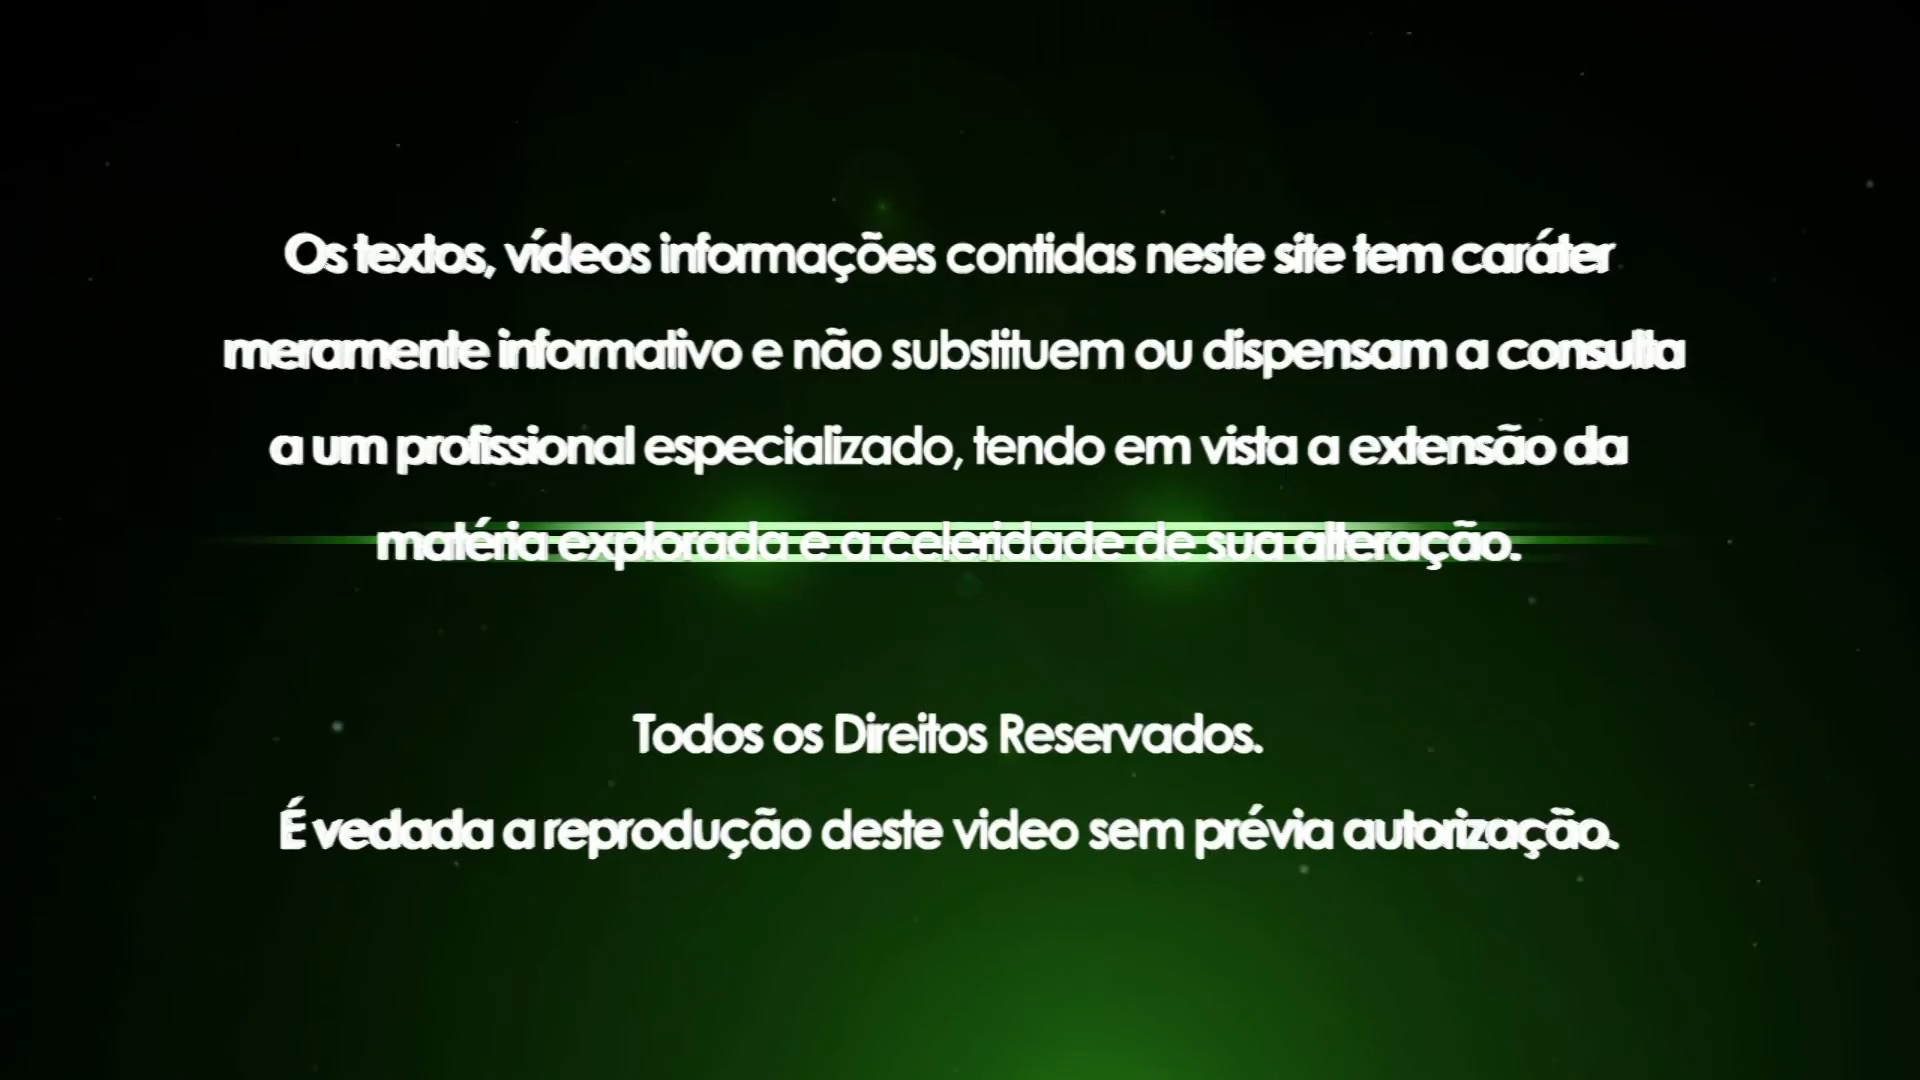 Os textos, vídeos informações contidas neste site tem caráter
meramente informativo e não substituem ou dispensam a consulta
a um profissional especializado, tendo em vista a extensão da
matéria explorada e a celeridade de sua alteração.
Todos os Direitos Reservados.
É vedada a reprodução deste video sem prévia autorização.